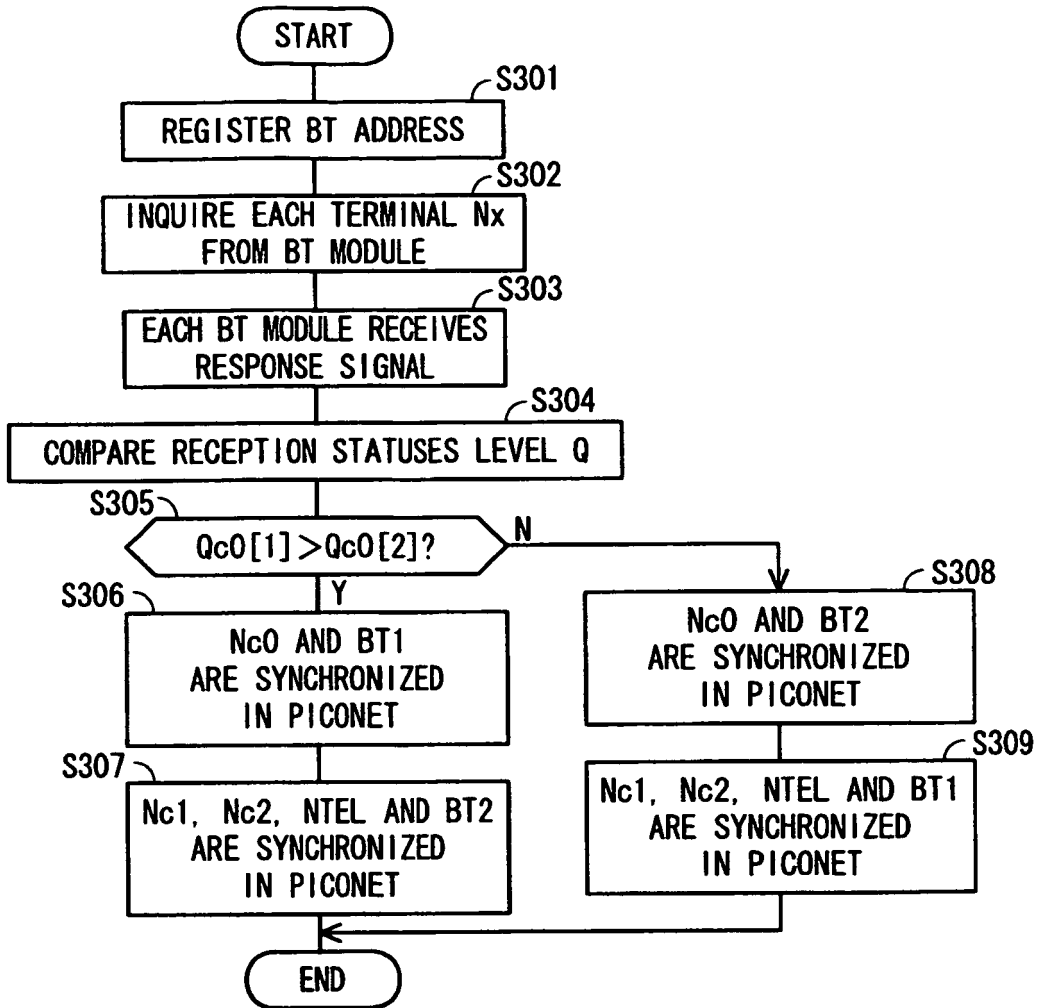 START
S301
REGISTER BT ADDRESS
S302
INQUIRE EACH TERMINAL Nx
FROM BT MODULE
S303
EACH BT MODULE RECEIVES
RESPONSE SIGNAL
S304
COMPARE RECEPTION STATUSES LEVEL Q
S305
Qc0[1]>Qc0[2]?
N
Y
S306
Nc0 AND BT1
ARE SYNCHRONIZED
IN PICONET
S307
Nc1, Nc2, NTEL AND BT2
ARE SYNCHRONIZED
IN PICONET
S308
Nc0 AND BT2
ARE SYNCHRONIZED
IN PICONET
S309
Nc1, Nc2, NTEL AND BT1
ARE SYNCHRONIZED
IN PICONET
END